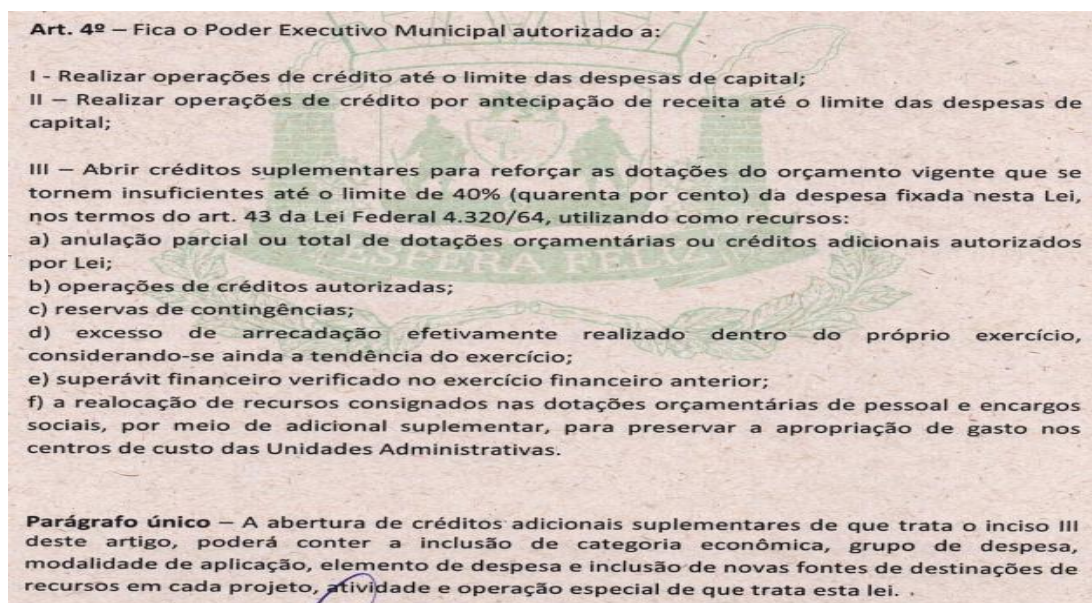 Art. 4º – Fica o Poder Executivo Municipal autorizado a:
I - Realizar operações de crédito até o limite das despesas de capital;
II – Realizar operações de crédito por antecipação de receita até o limite das despesas de
capital;
III – Abrir créditos suplementares para reforçar as dotações do orçamento vigente que se
tornem insuficientes até o limite de 40% (quarenta por cento) da despesa fixada nesta Lei,
nos termos do art. 43 da Lei Federal 4.320/64, utilizando como recursos:
a) anulação parcial ou total de dotações orçamentárias ou créditos adicionais autorizados
por Lei;
b) operações de créditos autorizadas;
c) reservas de contingências;
d) excesso de arrecadação efetivamente realizado dentro do próprio exercício,
considerando-se ainda a tendência do exercício;
e) superávit financeiro verificado no exercício financeiro anterior;
f) a realocação de recursos consignados nas dotações orçamentárias de pessoal e encargos
sociais, por meio de adicional suplementar, para preservar a apropriação de gasto nos
centros de custo das Unidades Administrativas.
Parágrafo único – A abertura de créditos adicionais suplementares de que trata o inciso III
deste artigo, poderá conter a inclusão de categoria econômica, grupo de despesa,
modalidade de aplicação, elemento de despesa e inclusão de novas fontes de destinações de
recursos em cada projeto, atividade e operação especial de que trata esta lei.
ESPERA FELIZ